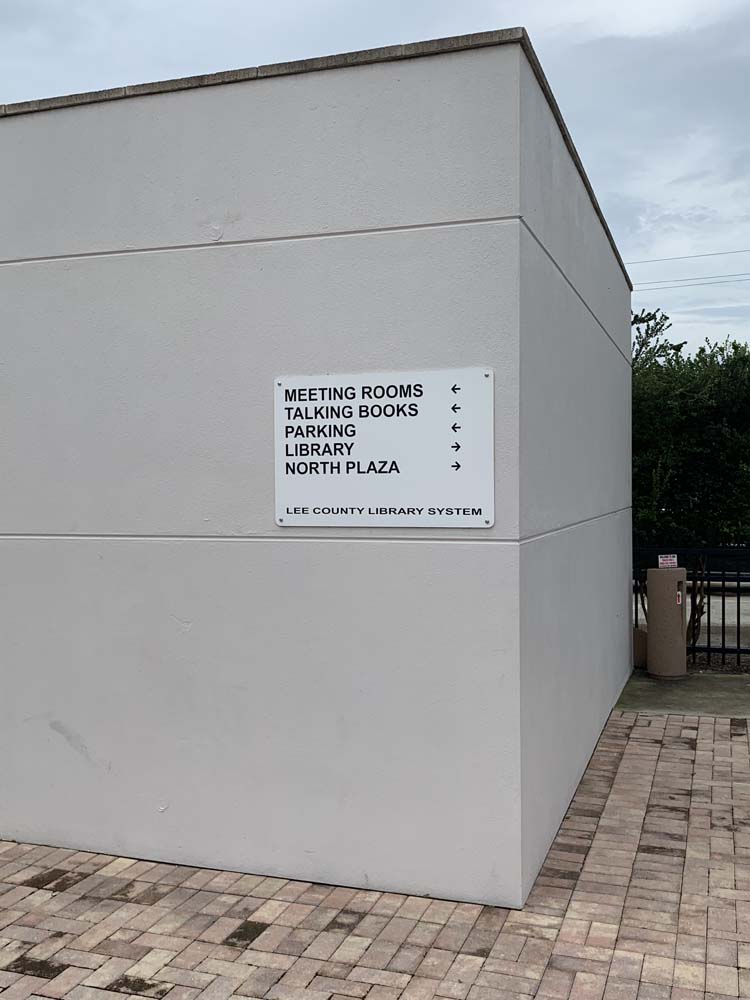 MEETING ROOMS ←
TALKING BOOKS ←
PARKING ←
LIBRARY →
NORTH PLAZA →
LEE COUNTY LIBRARY SYSTEM